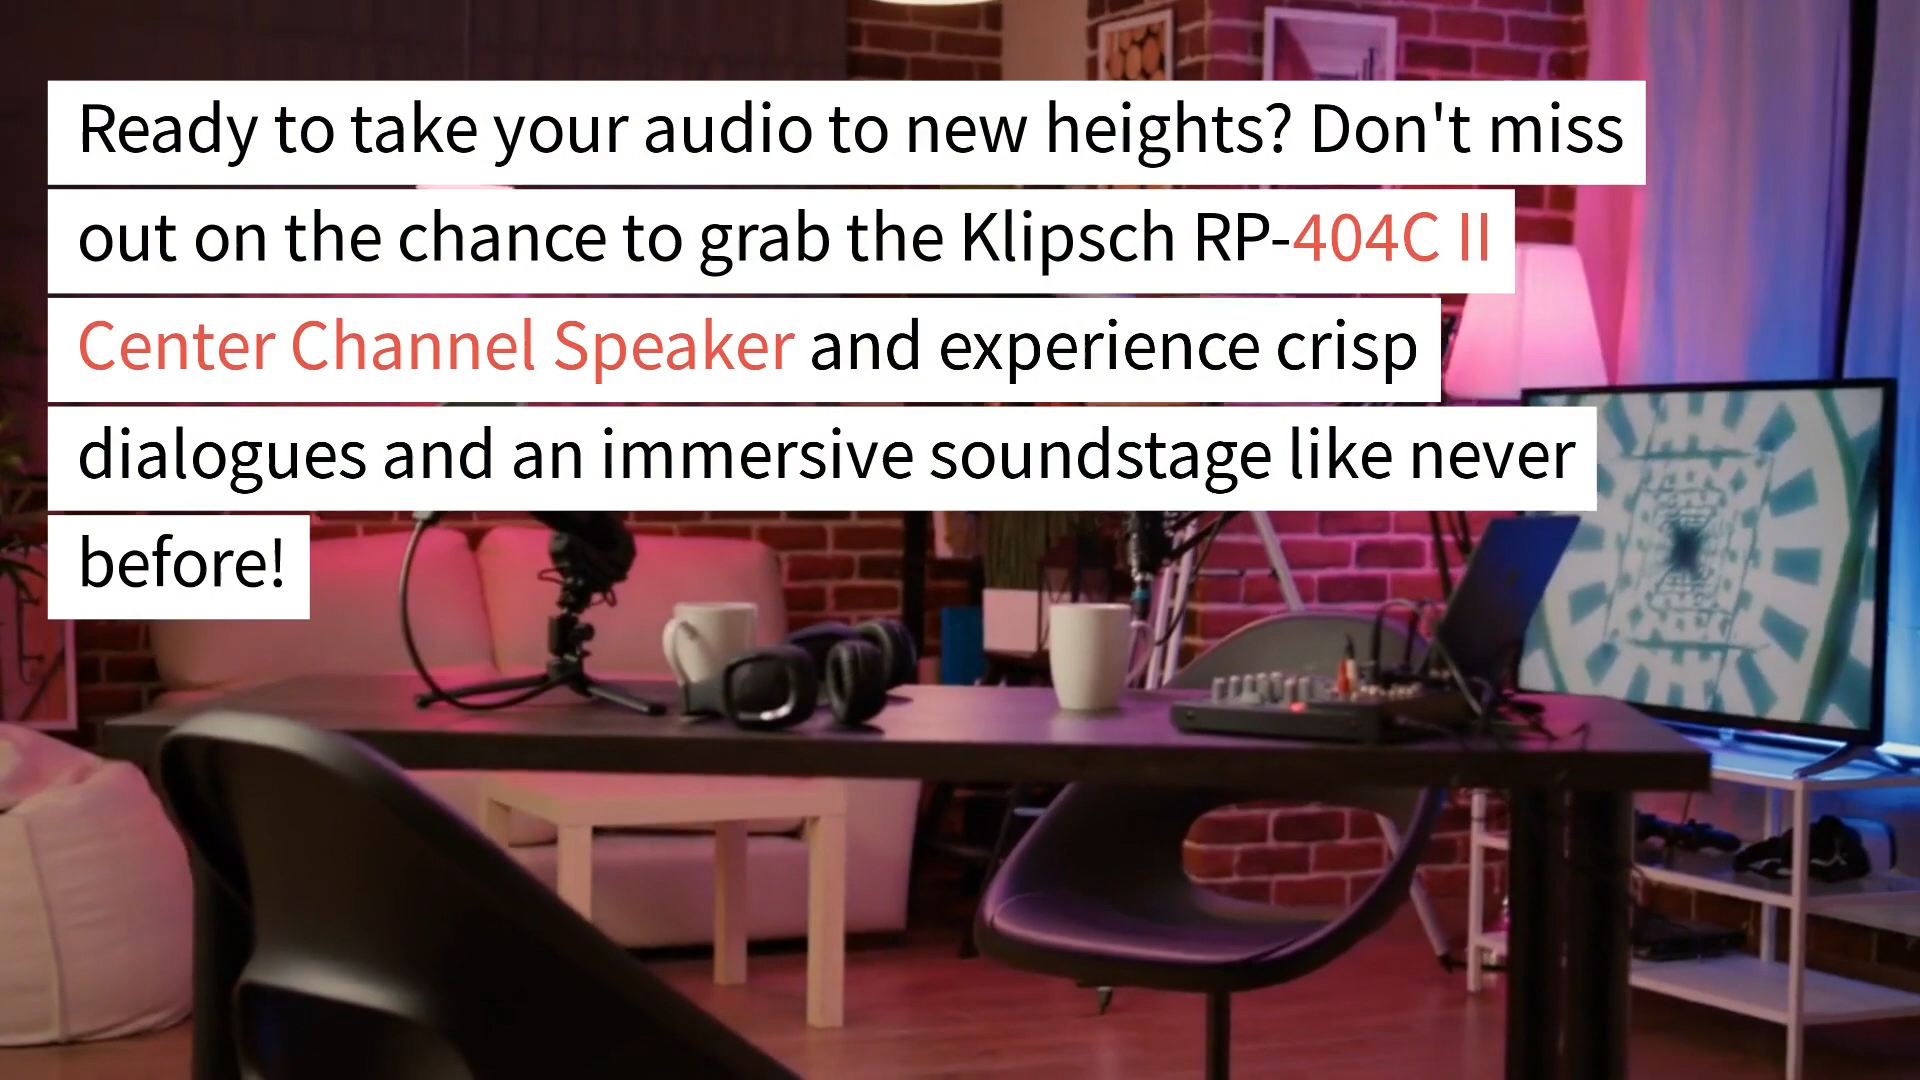 Ready to take your audio to new heights? Don't miss
out on the chance to grab the Klipsch RP-404C II
Center Channel Speaker and experience crisp
dialogues and an immersive soundstage like never
before!